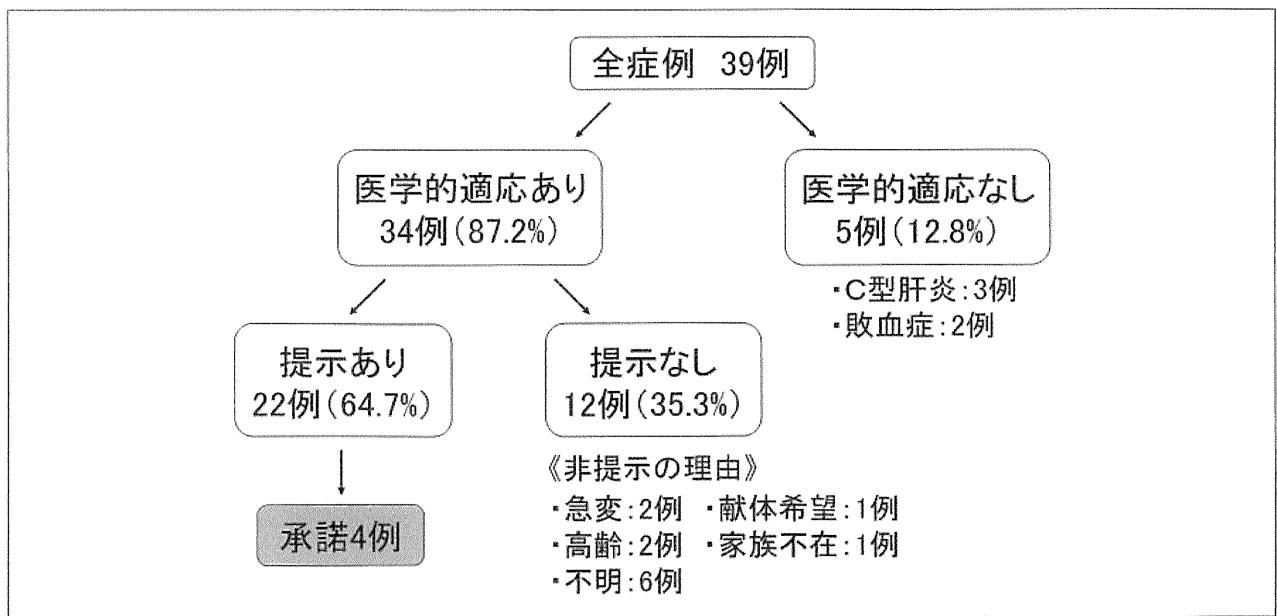 全症例 39例
医学的適応あり
34例(87.2%)
医学的適応なし
5例(12.8%)
・C型肝炎:3例
・敗血症:2例
提示あり
22例(64.7%)
提示なし
12例(35.3%)
《非提示の理由》
・急変:2例 ・献体希望:1例
・高齢:2例 ・家族不在:1例
・不明:6例
承諾4例